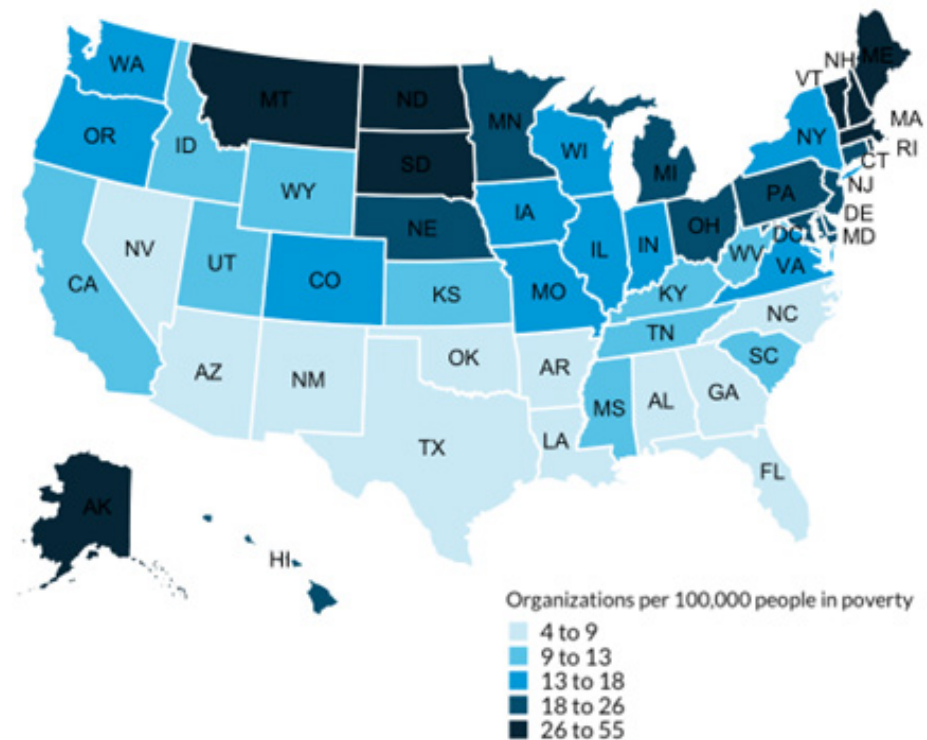 WA
MT
ND
MN
NH
ME
VT
OR
ID
SD
WI
NY
MA
RI
CT
WY
MI
NJ
IA
PA
NE
OH
DE
NV
UT
IL
IN
DC
MD
WV
VA
CO
CA
KS
MO
KY
NC
TN
OK
AR
SC
AZ
NM
MS
AL
GA
TX
LA
FL
AK
HI
Organizations per 100,000 people in poverty
4 to 9
9 to 13
13 to 18
18 to 26
26 to 55